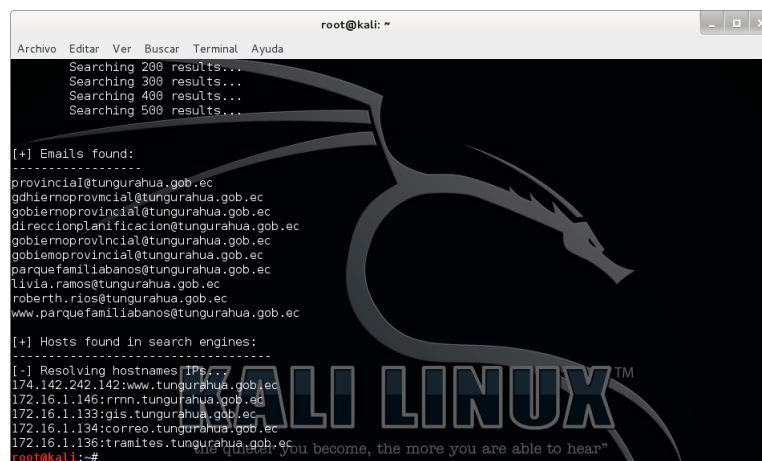 root@kali: ~
Archivo Editar Ver Buscar Terminal Ayuda
Searching 200 results...
Searching 300 results...
Searching 400 results...
Searching 500 results...
[+] Emails found:
------------------
provinciaI@tungurahua.gob.ec
gdhiernoprovmcial@tungurahua.gob.ec
gobiernoprovincial@tungurahua.gob.ec
direccionplanificacion@tungurahua.gob.ec
gobiernoprovlncial@tungurahua.gob.ec
gobiemoprovincial@tungurahua.gob.ec
parquefamiliabanos@tungurahua.gob.ec
livia.ramos@tungurahua.gob.ec
roberth.rios@tungurahua.gob.ec
www.parquefamiliabanos@tungurahua.gob.ec
[+] Hosts found in search engines:
------------------------------------
[-] Resolving hostnames IPs...
174.142.242.142:www.tungurahua.gob.ec
172.16.1.146:rrnn.tungurahua.gob.ec
172.16.1.133:gis.tungurahua.gob.ec
172.16.1.134:correo.tungurahua.gob.ec
172.16.1.136:tramites.tungurahua.gob.ec
root@kali:~#
KALI LINUX™
the quieter you become, the more you are able to hear”